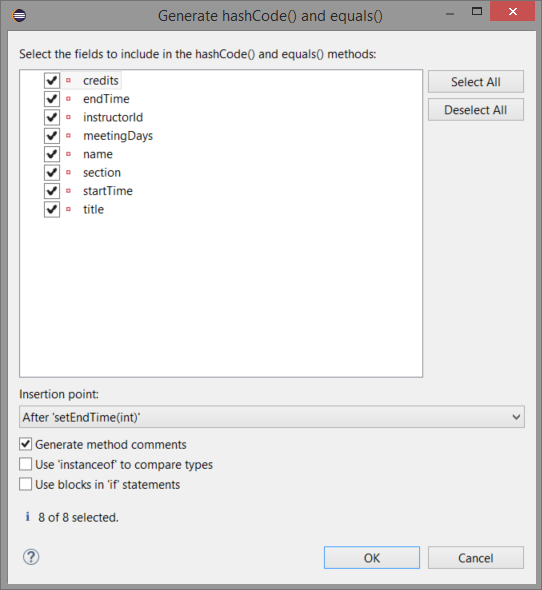 Generate hashCode() and equals()
Select the fields to include in the hashCode() and equals() methods:
credits
endTime
instructorId
meetingDays
name
section
startTime
title
Select All
Deselect All
Insertion point:
After 'setEndTime(int)'
Generate method comments
Use 'instanceof' to compare types
Use blocks in 'if' statements
i 8 of 8 selected.
?
OK
Cancel